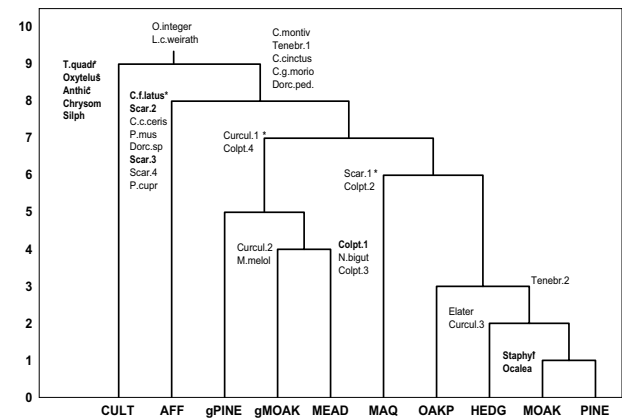 10
9
8
7
6
5
4
3
2
1
0
O.integer
L.c.weirath
C.montiv
Tenebr.1
C.cinctus
C.g.morio
Dorc.ped.
T.quadr*
Oxytelus*
Anthic*
Chrysom
Silph
C.f.latus*
Scar.2
C.c.ceris
P.mus
Dorc.sp
Scar.3
Scar.4
P.cupr
Curcul.1 *
Colpt.4
Scar.1 *
Colpt.2
Curcul.2
M.melol
Colpt.1
N.bigut
Colpt.3
Tenebr.2
Elater
Curcul.3
Staphyl*
Ocalea
CULT AFF gPINE gMOAK MEAD MAQ OAKP HEDG MOAK PINE